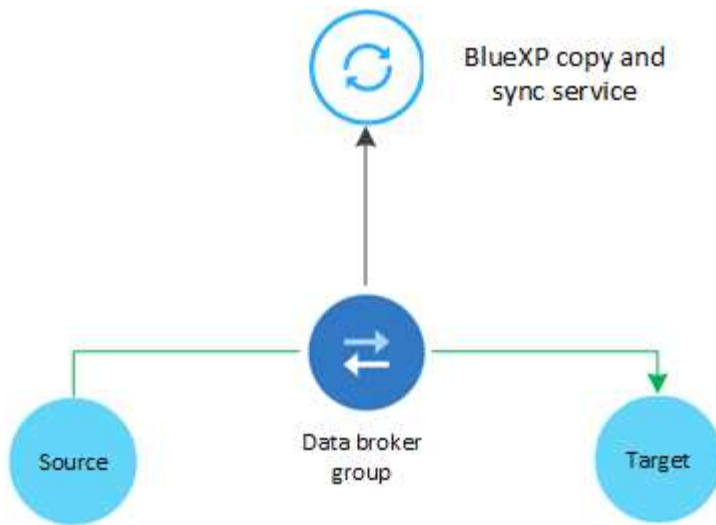 BlueXP copy and
sync service
Source
Data broker
group
Target